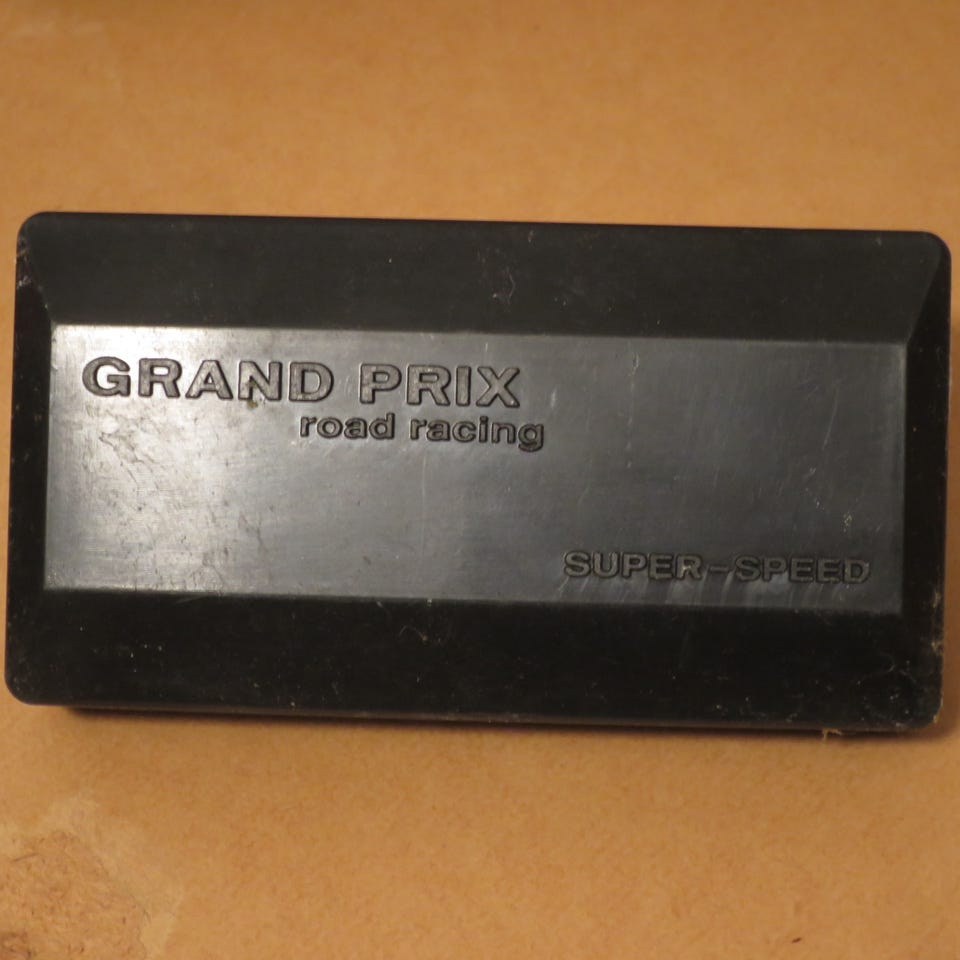 GRAND PRIX
road racing
SUPER-SPEED